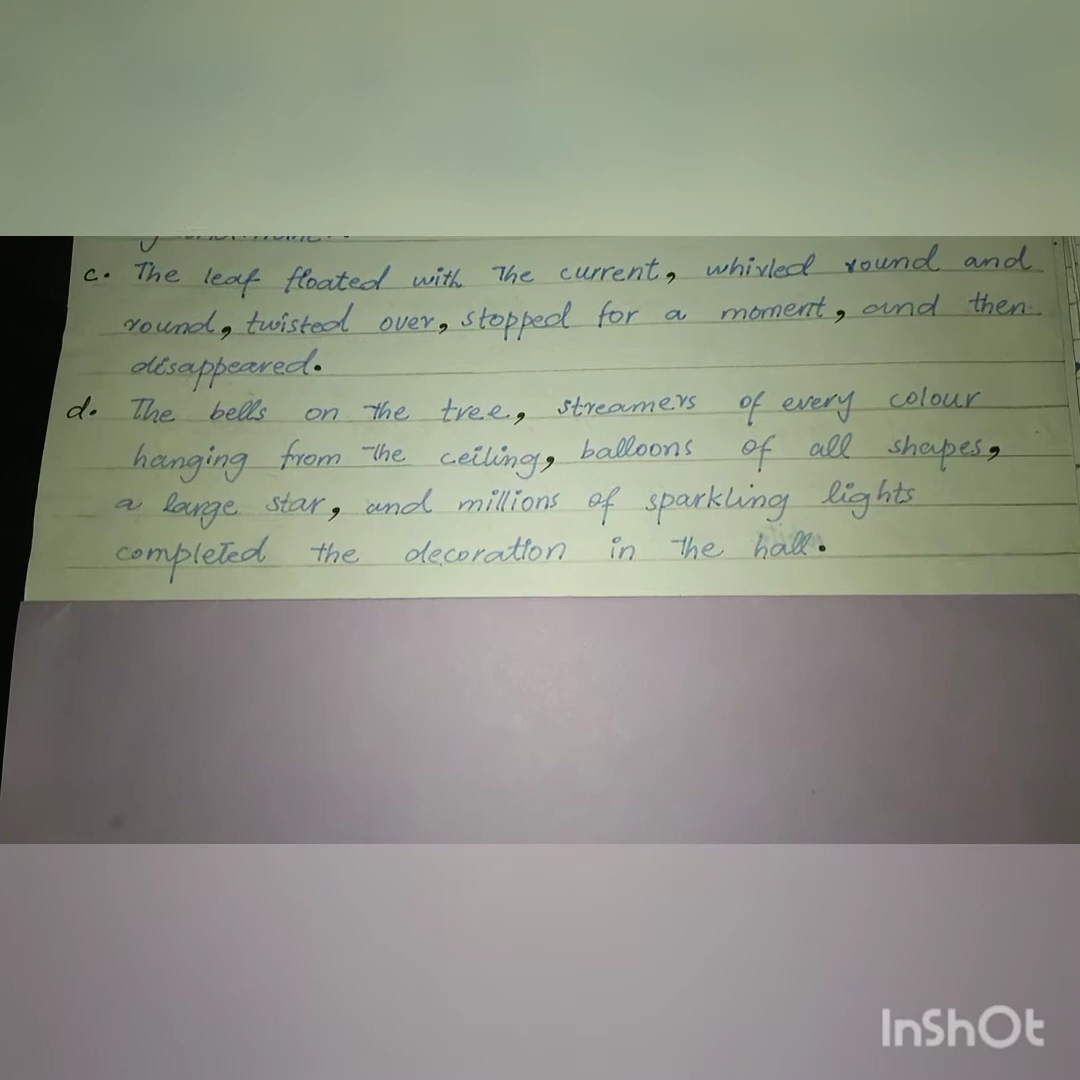 c. The leaf floated with the current, whirled round and
round, twisted over, stopped for a moment, and then
disappeared.
d. The bells on the tree, streamers of every colour
hanging from the ceiling, balloons of all shapes,
a large star, and millions of sparkling lights
completed the decoration in the hall.
InShOt